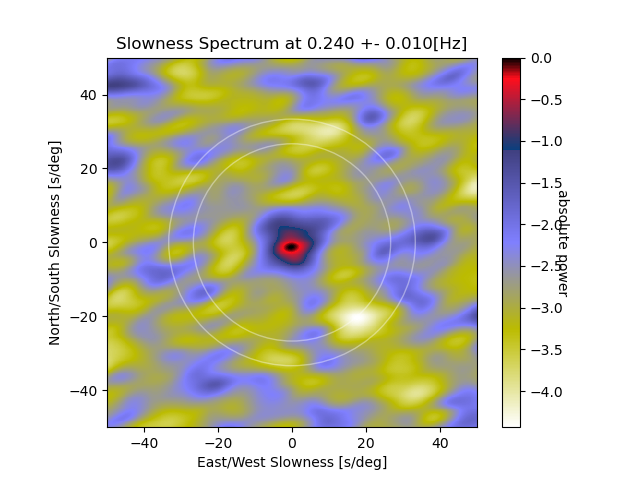 Slowness Spectrum at 0.240 +- 0.010[Hz]
40
20
0
−20
−40
North/South Slowness [s/deg]
−40 −20 0 20 40
East/West Slowness [s/deg]
0.0
−0.5
−1.0
−1.5
−2.0
−2.5
−3.0
−3.5
−4.0
absolute power